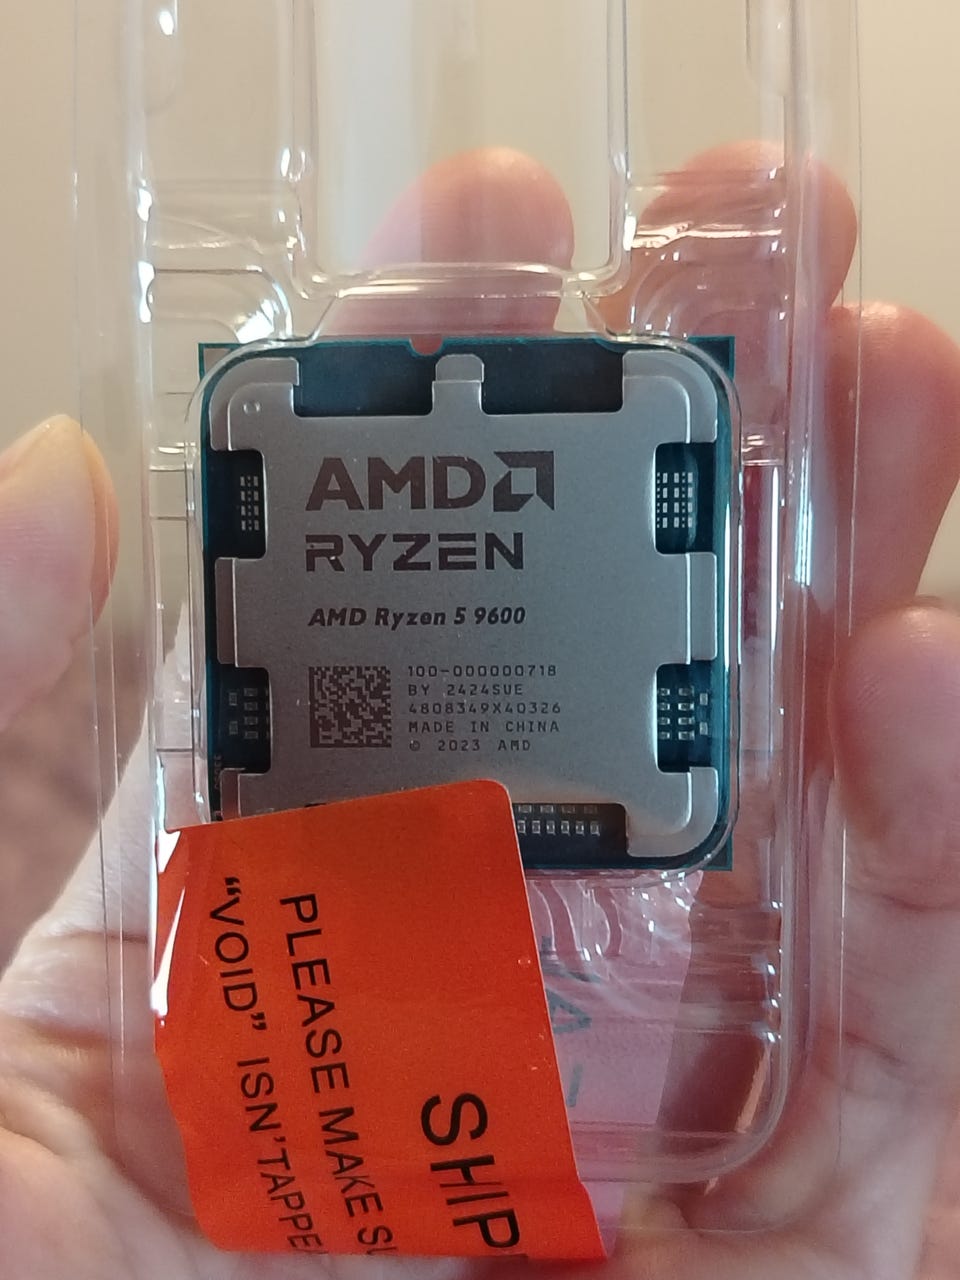 AMD
RYZEN
AMD Ryzen 5 9600
100-000000718
BY 2424SUE
4808349X40326
MADE IN CHINA
© 2023 AMD
SHIP
PLEASE MAKE SU
"VOID" ISN'TAPPE